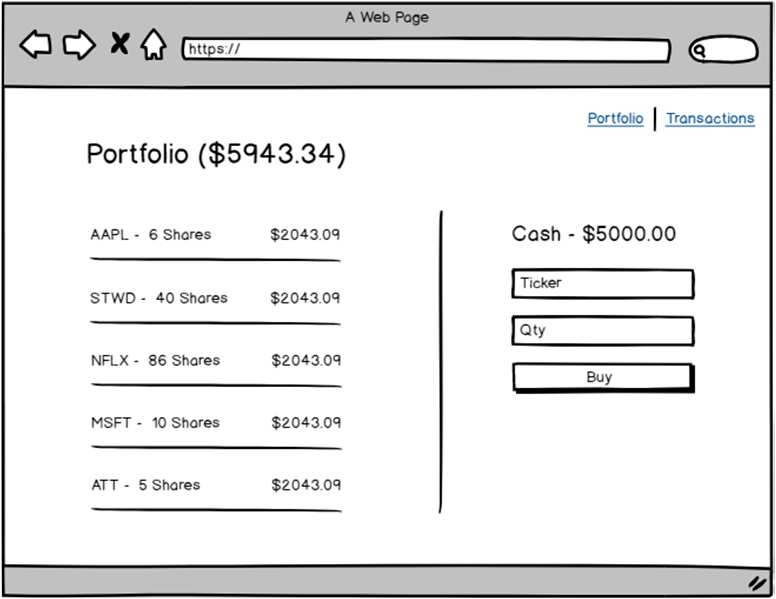 A Web Page
https://
Portfolio | Transactions
Portfolio ($5943.34)
AAPL - 6 Shares $2043.09
STWD - 40 Shares $2043.09
NFLX - 86 Shares $2043.09
MSFT - 10 Shares $2043.09
ATT - 5 Shares $2043.09
Cash - $5000.00
Ticker
Qty
Buy